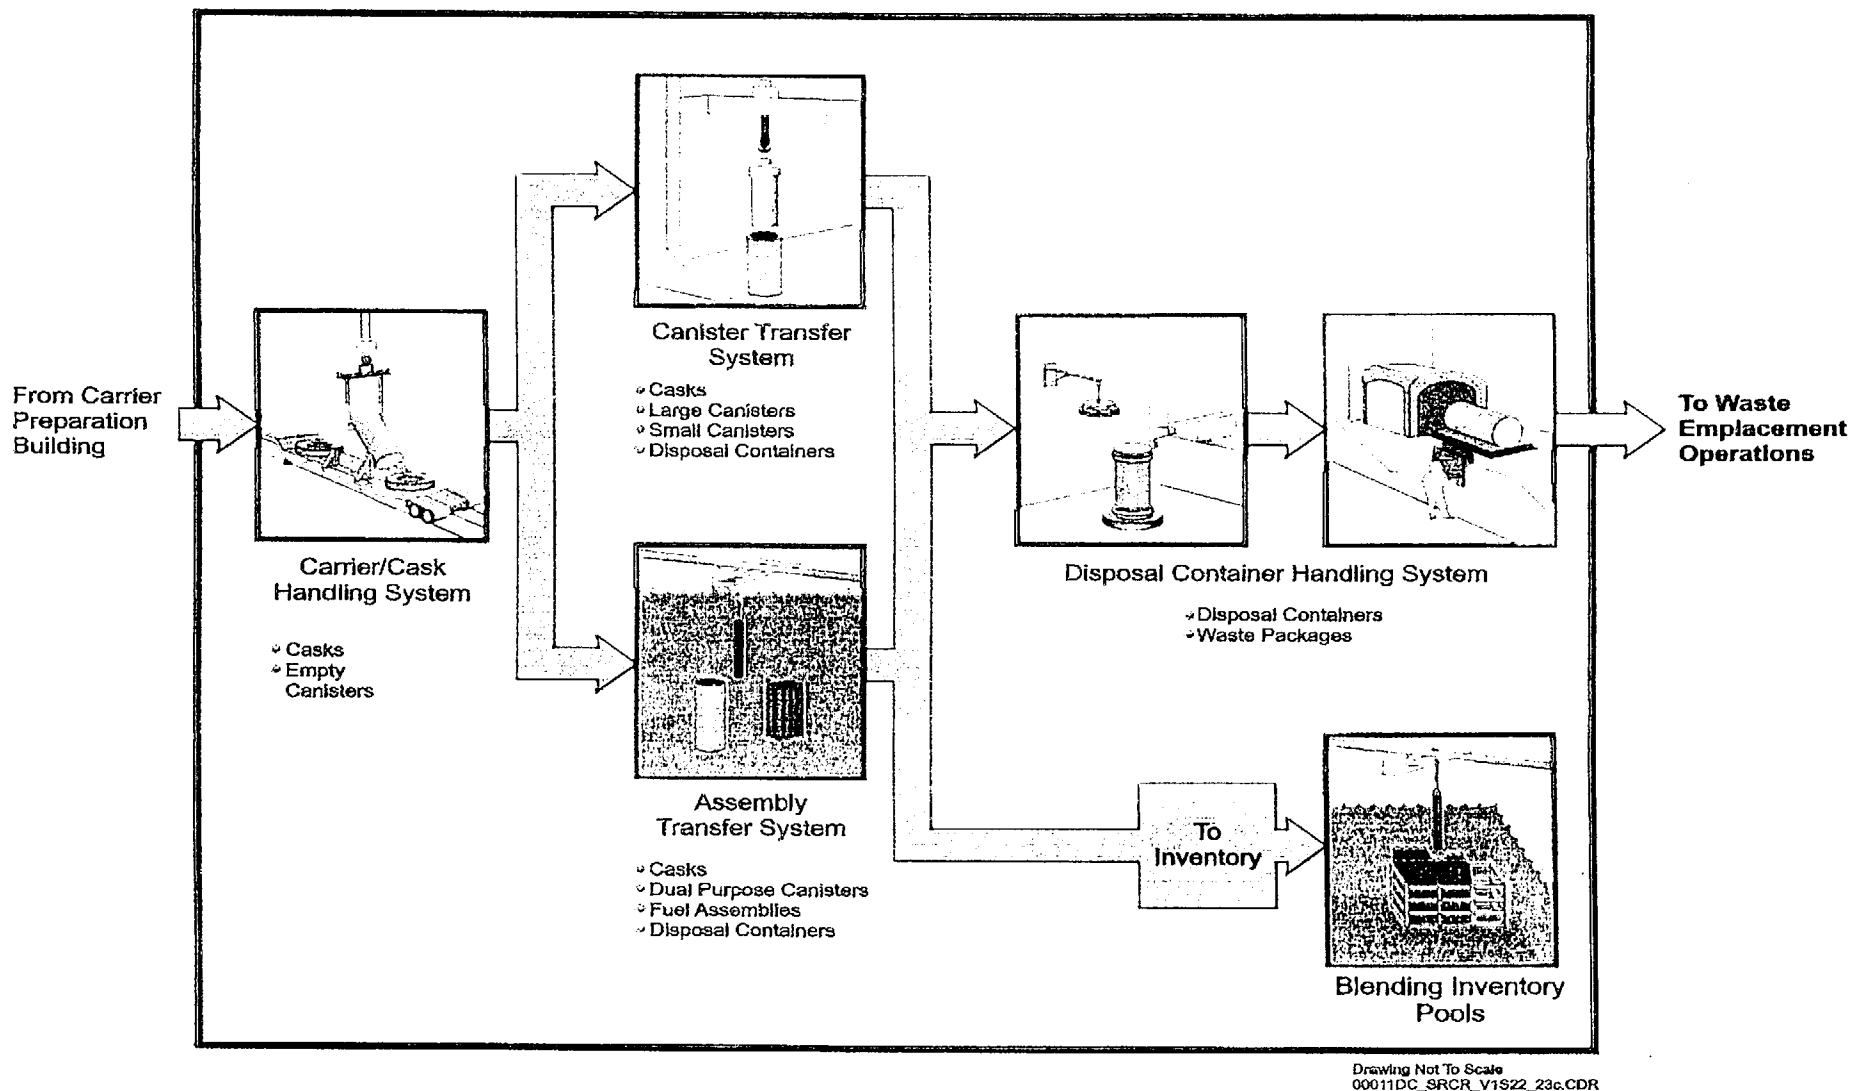 From Carrier
Preparation
Building
Carrier/Cask
Handling System
Casks
Empty
Canisters
Canister Transfer
System
Casks
Large Canisters
Small Canisters
Disposal Containers
Assembly
Transfer System
Casks
Dual Purpose Canisters
Fuel Assemblies
Disposal Containers
Disposal Container Handling System
Disposal Containers
Waste Packages
To Waste
Emplacement
Operations
To
Inventory
Blending Inventory
Pools
Drawing Not To Scale
00011DC_SRCR_V1S22_23c.CDR